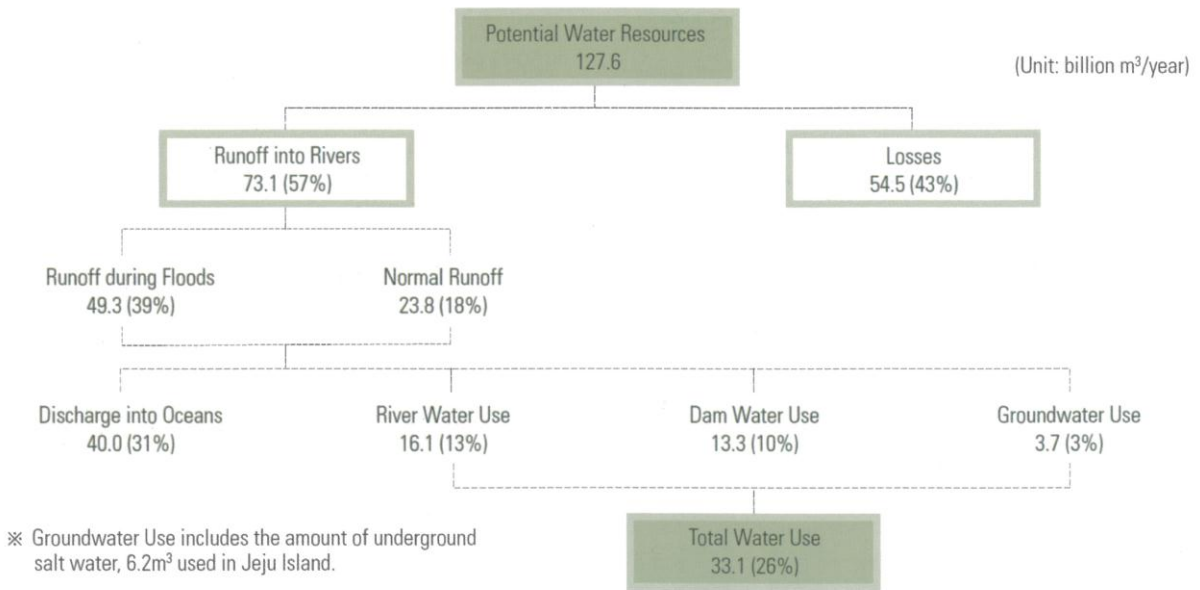 Potential Water Resources
127.6
(Unit: billion m³/year)
Runoff into Rivers
73.1 (57%)
Losses
54.5 (43%)
Runoff during Floods
49.3 (39%)
Normal Runoff
23.8 (18%)
Discharge into Oceans
40.0 (31%)
River Water Use
16.1 (13%)
Dam Water Use
13.3 (10%)
Groundwater Use
3.7 (3%)
Total Water Use
33.1 (26%)
※ Groundwater Use includes the amount of underground
salt water, 6.2m³ used in Jeju Island.